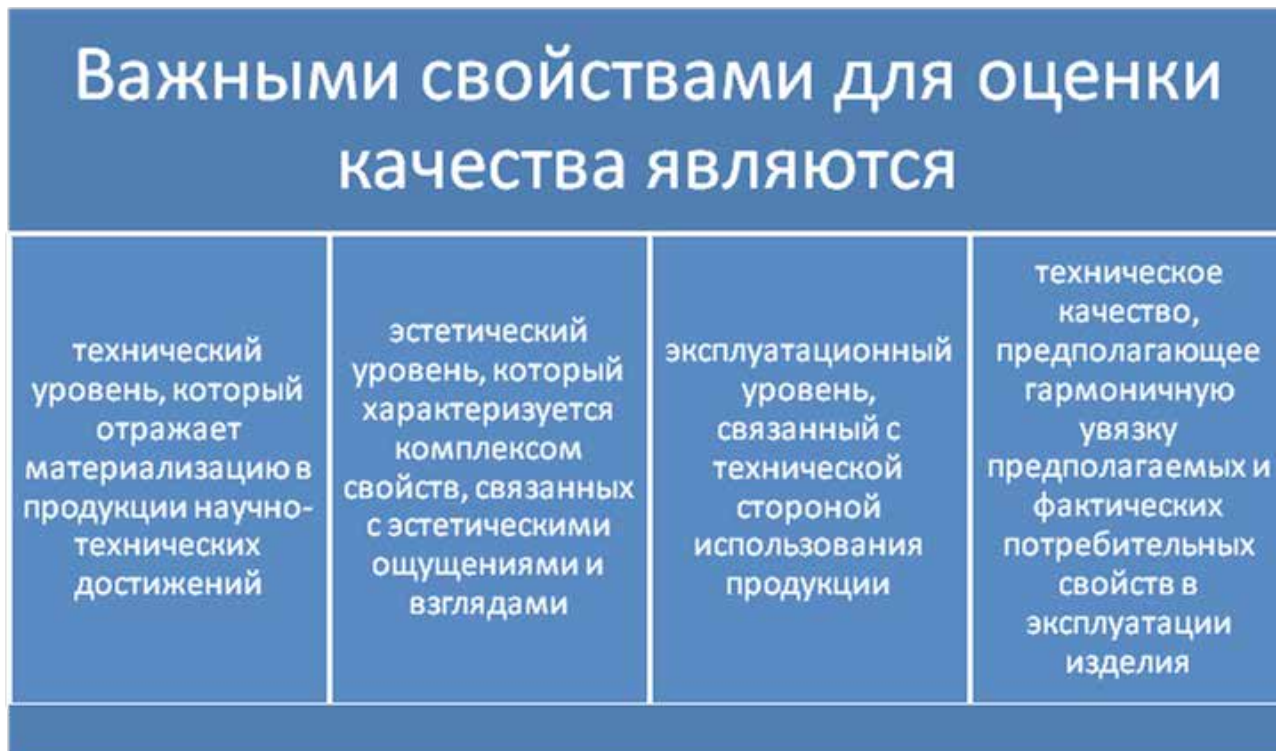 Важными свойствами для оценки
качества являются
технический
уровень, который
отражает
материализацию в
продукции научно-
технических
достижений
эстетический
уровень, который
характеризуется
комплексом
свойств, связанных
с эстетическими
ощущениями и
взглядами
эксплуатационный
уровень,
связанный с
технической
стороной
использования
продукции
техническое
качество,
предполагающее
гармоничную
увязку
предполагаемых и
фактических
потребительных
свойств в
эксплуатации
изделия